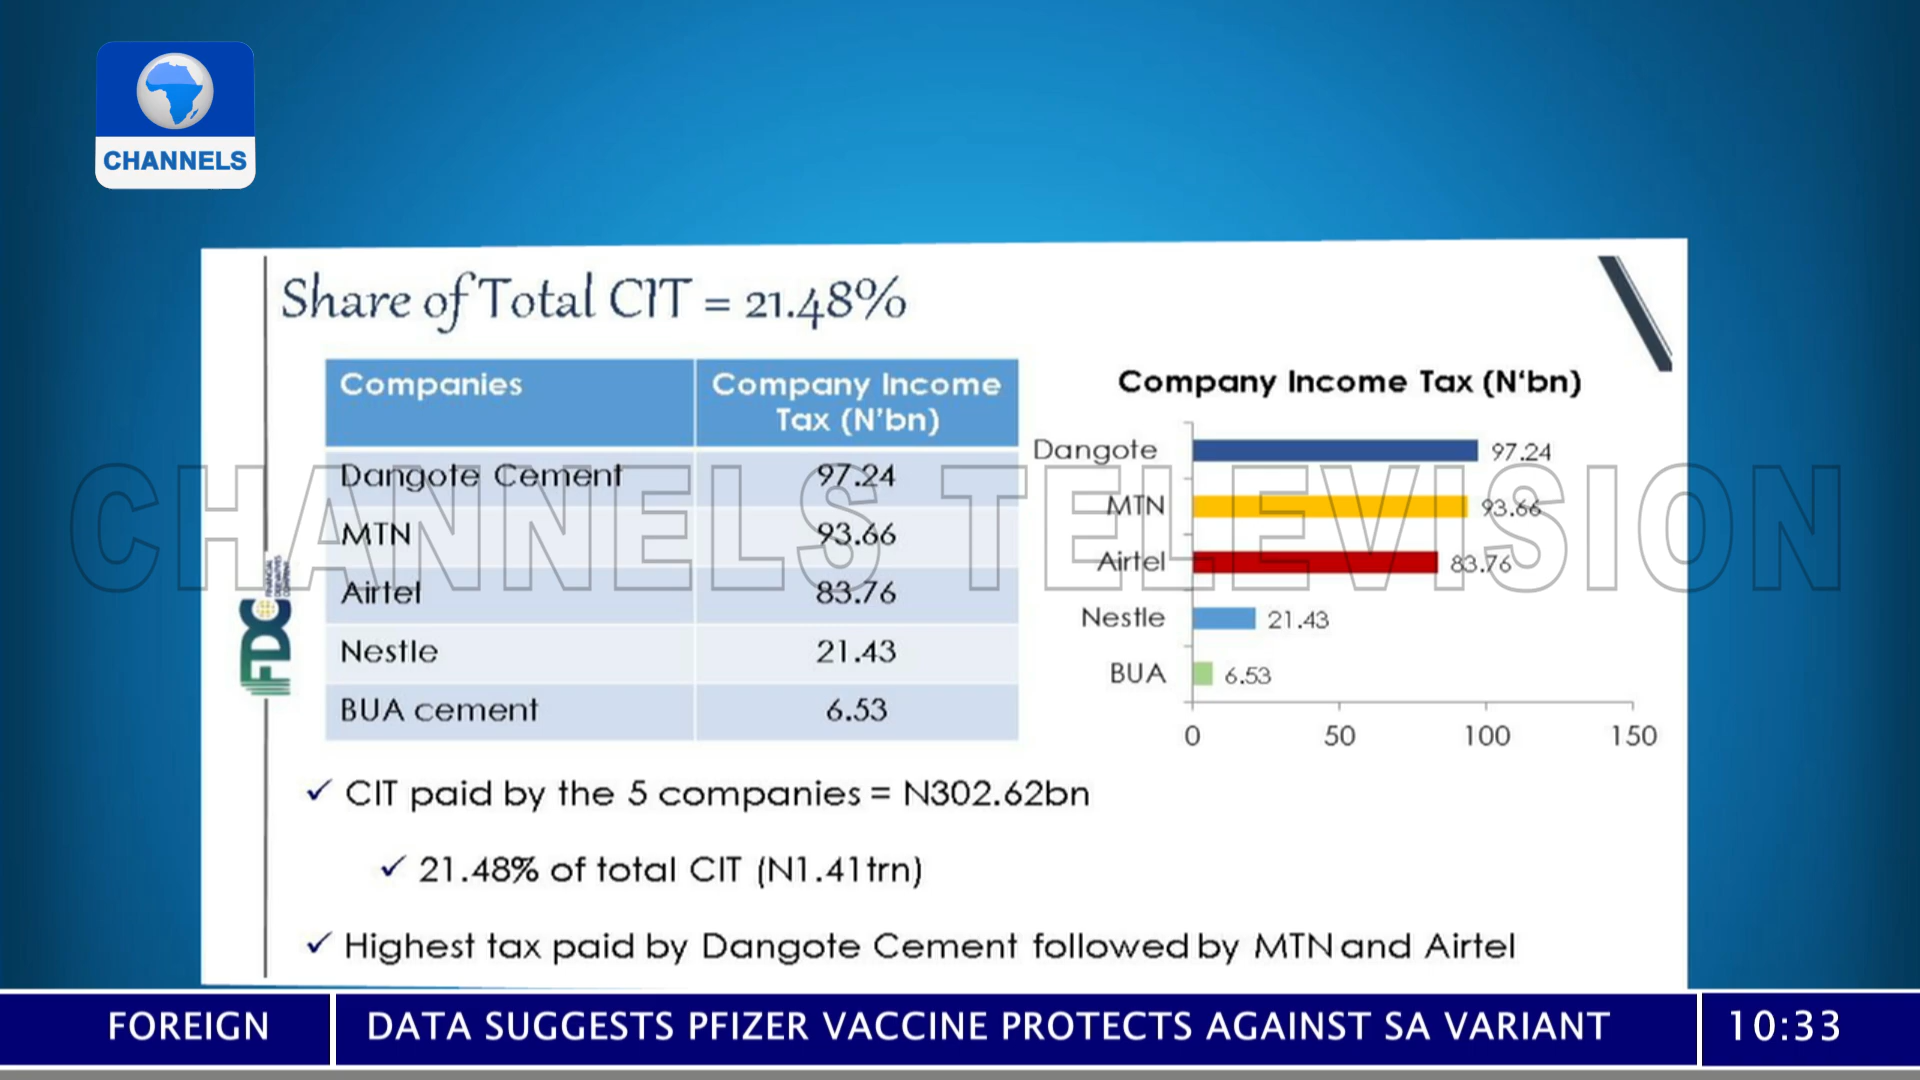 CHANNELS
Share of Total CIT = 21.48%
Companies
Company Income
Tax (N'bn)
Dangote Cement 97.24
MTN 93.66
Airtel 83.76
Nestle 21.43
BUA cement 6.53
Company Income Tax (N'bn)
Dangote 97.24
MTN 93.66
Airtel 83.76
Nestle 21.43
BUA 6.53
0 50 100 150
CHANNELS TELEVISION
FDC
FINANCIAL
DERIVATIVES
COMPANY
✓ CIT paid by the 5 companies = N302.62bn
✓ 21.48% of total CIT (N1.41trn)
✓ Highest tax paid by Dangote Cement followed by MTN and Airtel
FOREIGN
DATA SUGGESTS PFIZER VACCINE PROTECTS AGAINST SA VARIANT
10:33